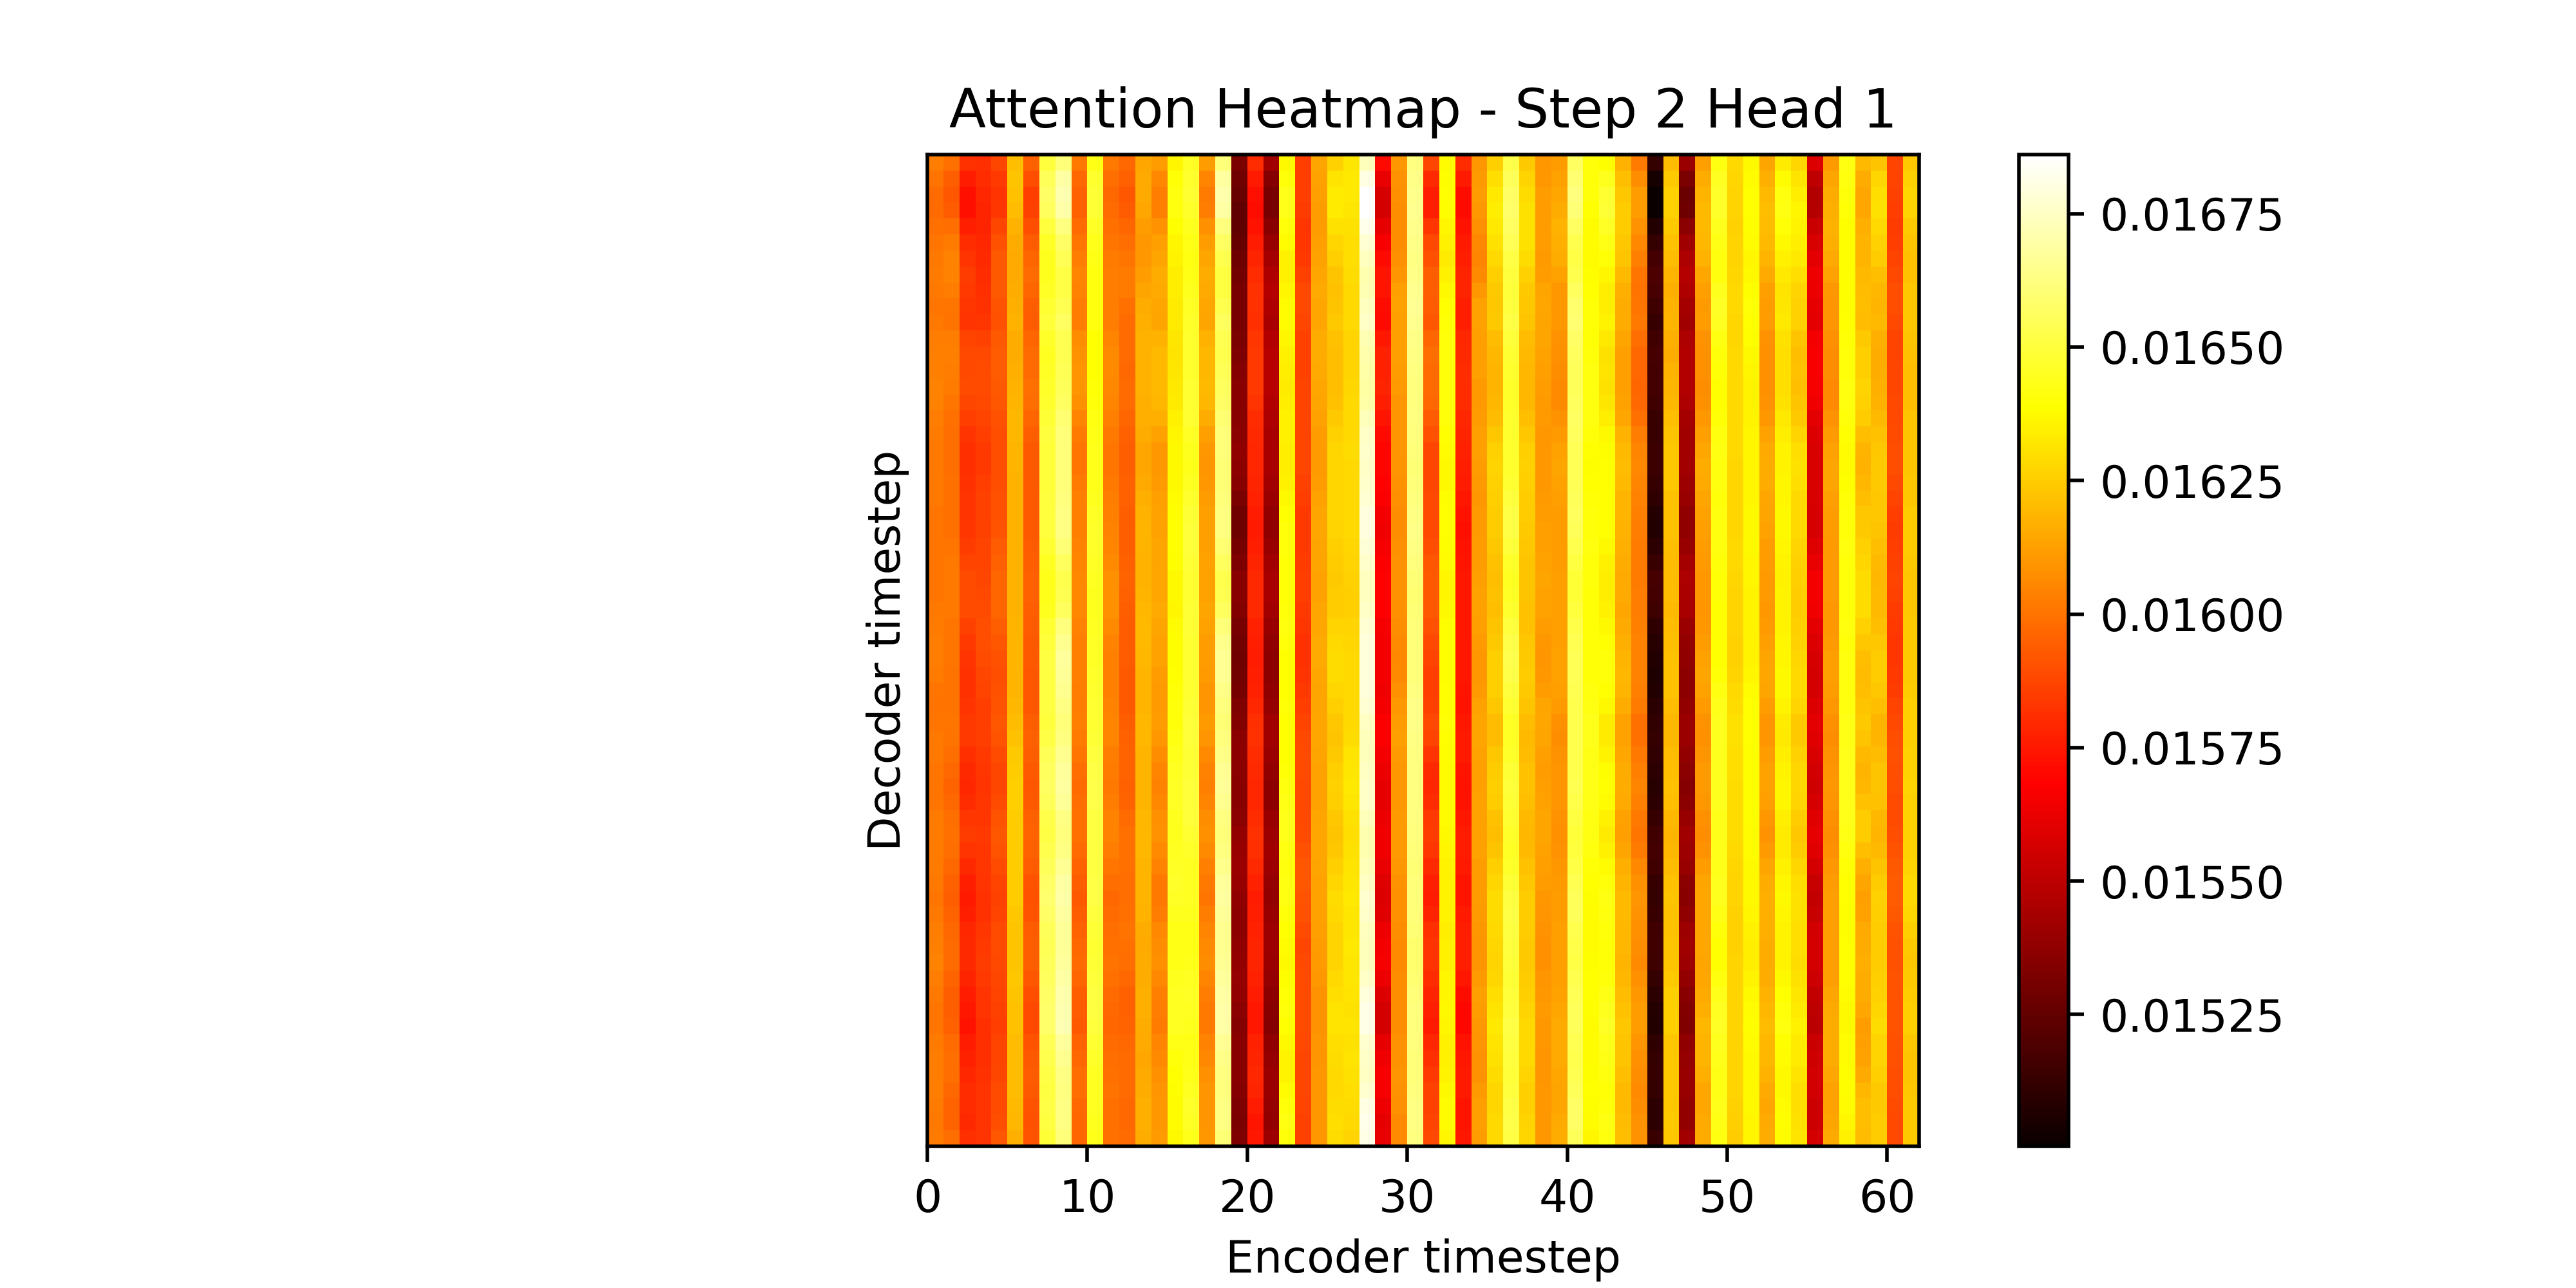 Attention Heatmap - Step 2 Head 1
Decoder timestep
0.01675
0.01650
0.01625
0.01600
0.01575
0.01550
0.01525
0 10 20 30 40 50 60
Encoder timestep